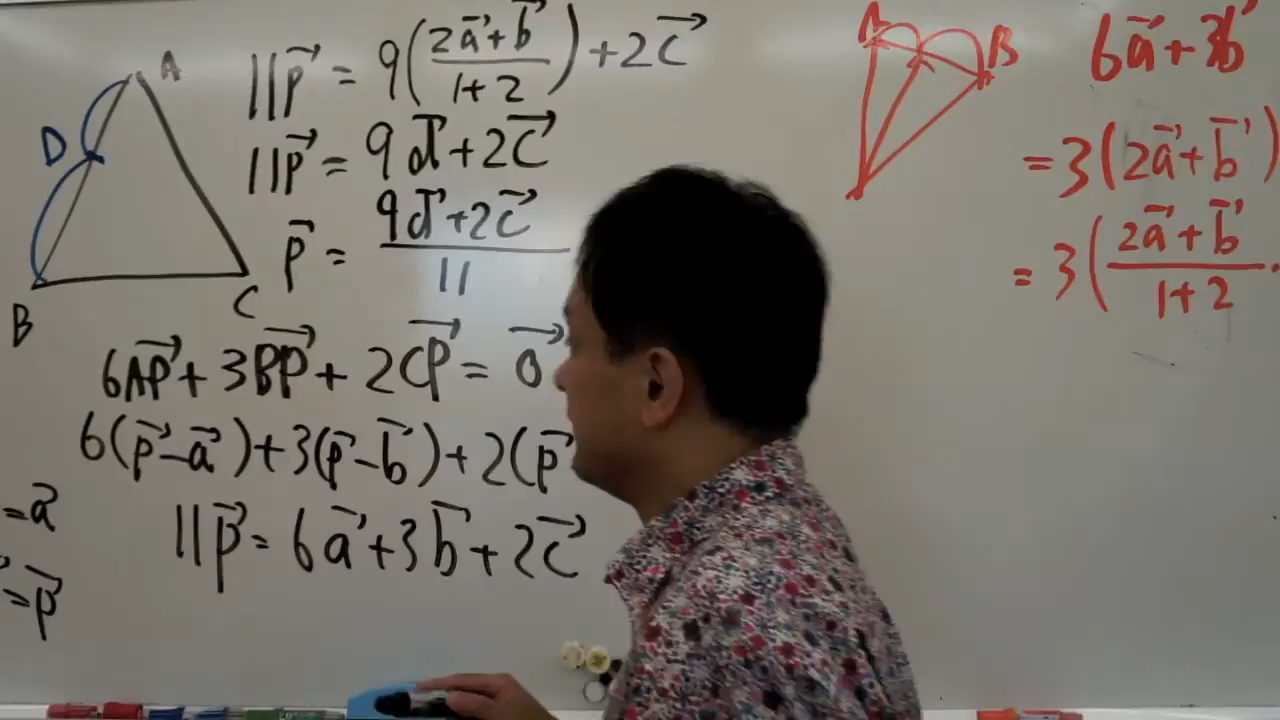 A
D
B
C
11p⃗ = 9(2a⃗+b⃗/1+2)+2c⃗
11p⃗ = 9d⃗+2c⃗
p⃗ = 9d⃗+2c⃗/11
6AP⃗+3BP⃗+2CP⃗=0⃗
6(p⃗-a⃗)+3(p⃗-b⃗)+2(p⃗
11p⃗=6a⃗+3b⃗+2c⃗
=a⃗
=p⃗
A
B
6a⃗+3b⃗
=3(2a⃗+b⃗)
=3(2a⃗+b⃗/1+2